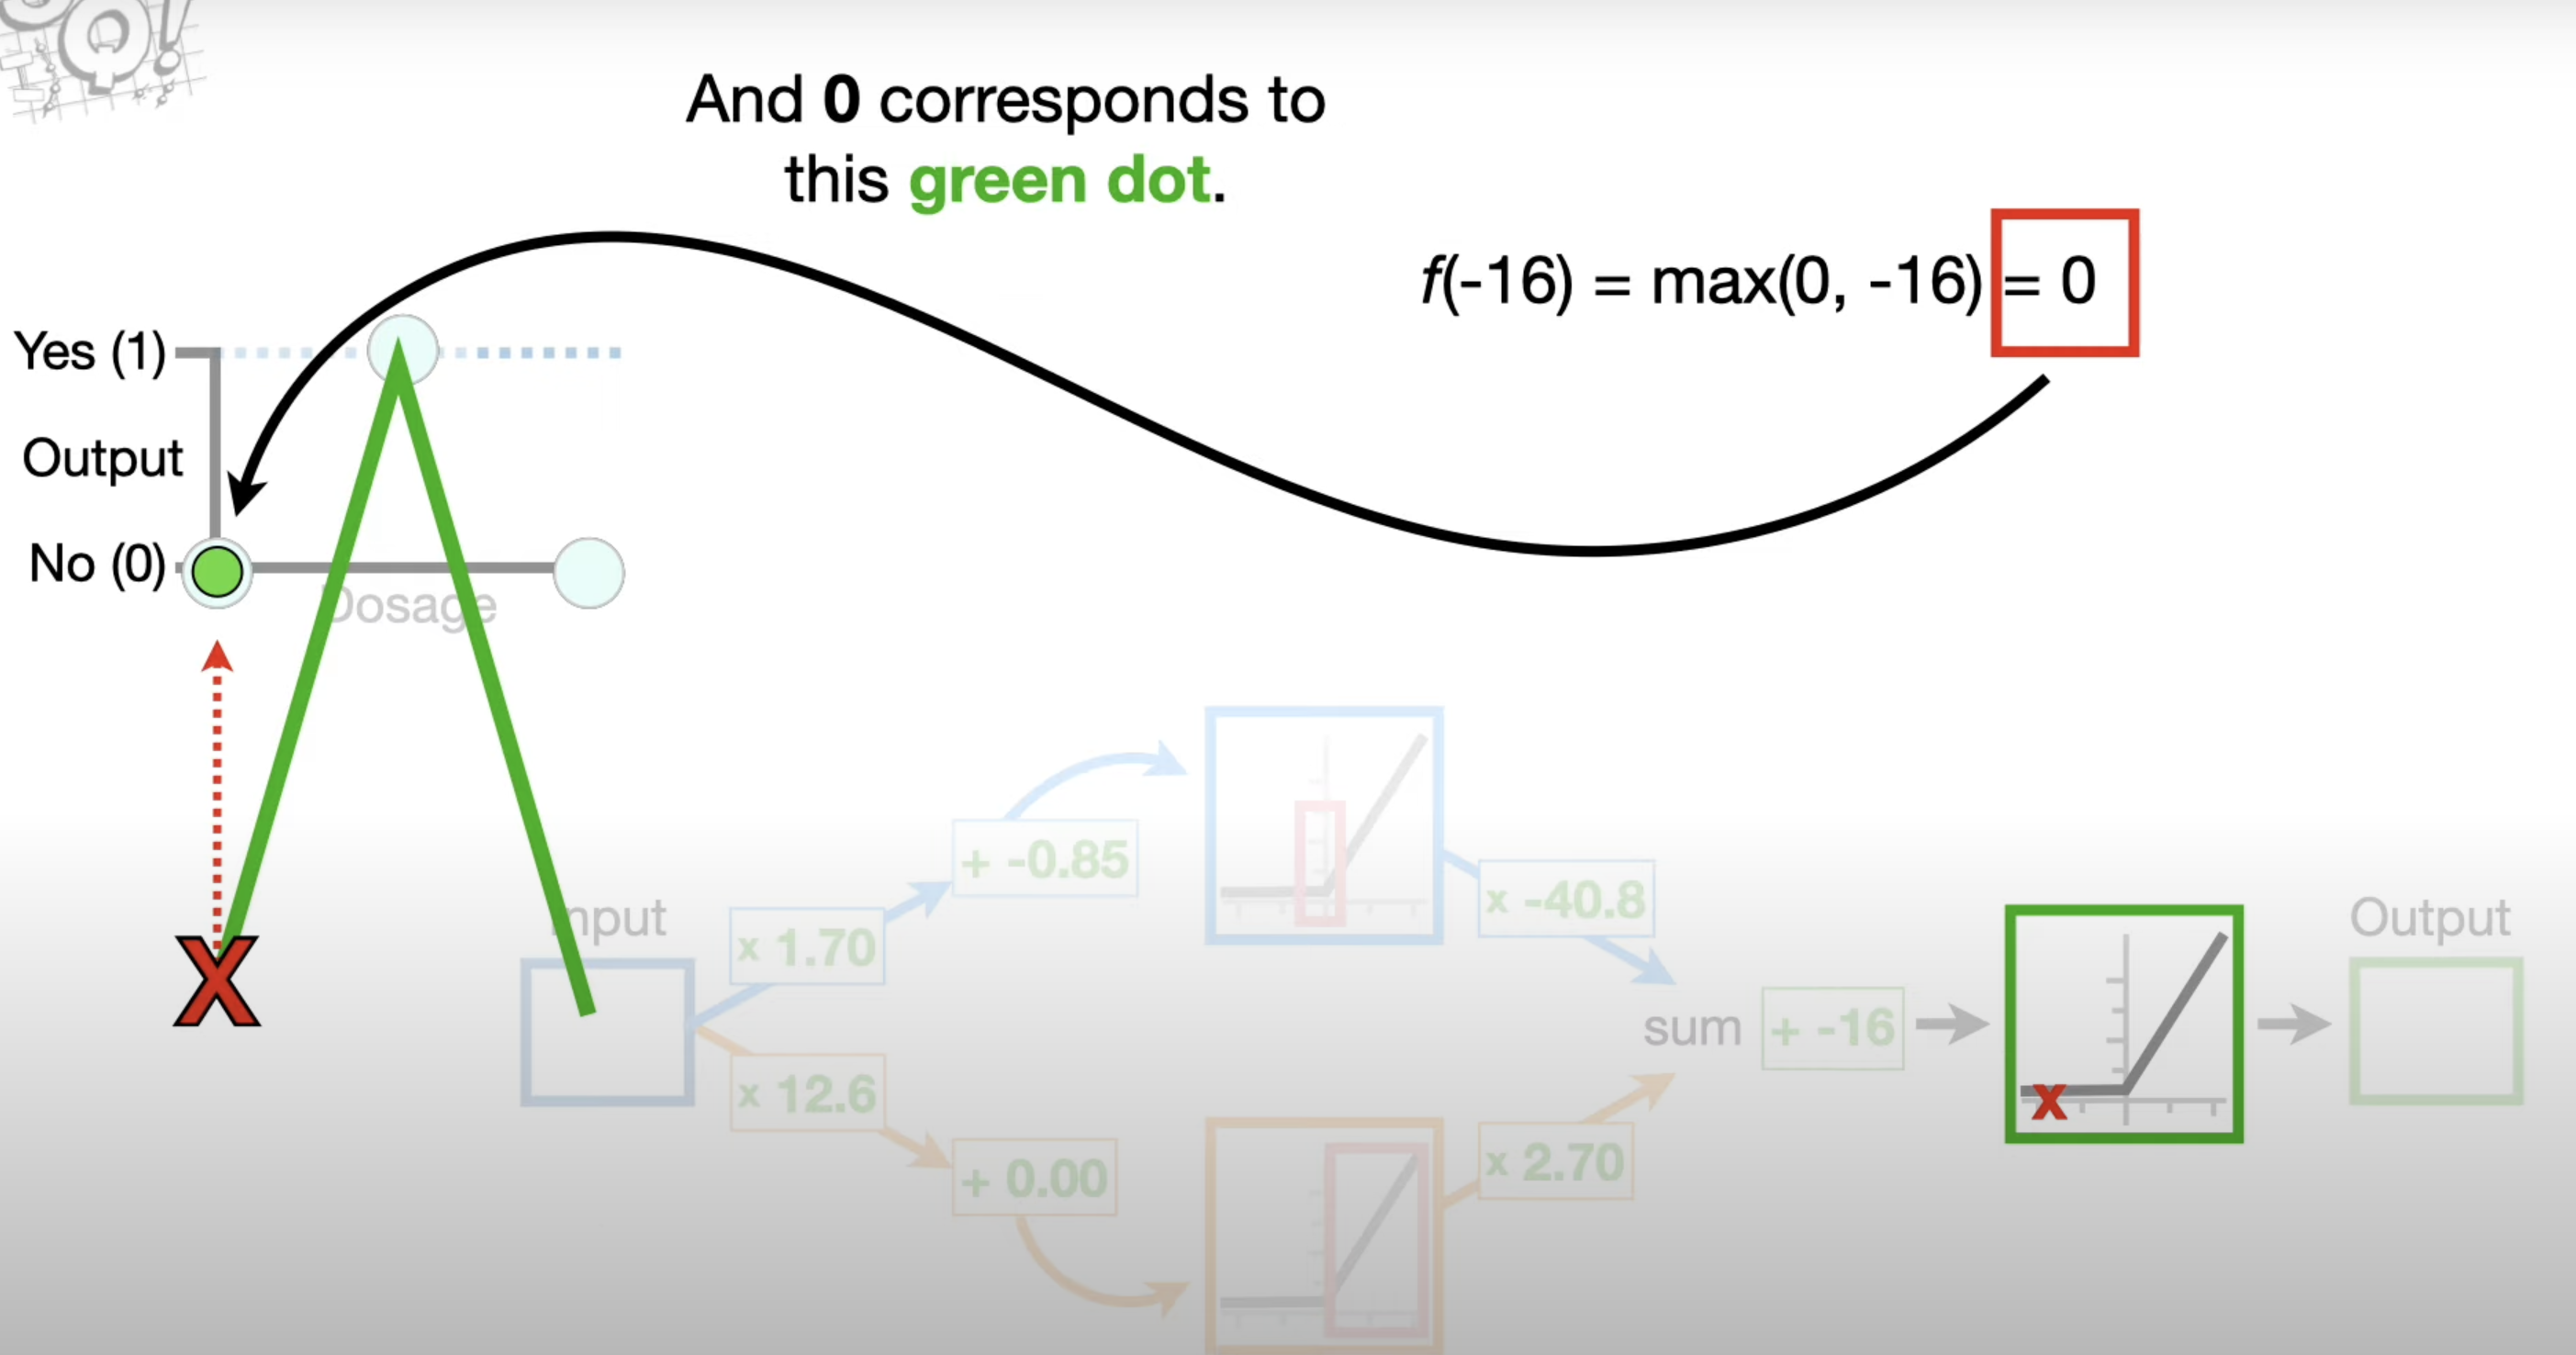 Q!
And 0 corresponds to
this green dot.
f(-16) = max(0, -16) = 0
Yes (1)
Output
No (0)
Dosage
+ -0.85
x -40.8
x 1.70
nput
X
Output
sum
+ -16
x
x 12.6
x 2.70
+ 0.00